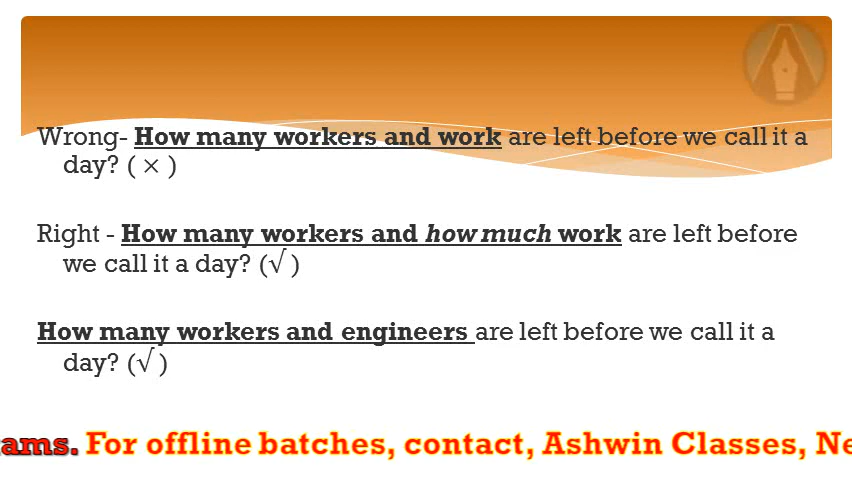 Wrong- How many workers and work are left before we call it a
day? ( × )
Right - How many workers and how much work are left before
we call it a day? (√ )
How many workers and engineers are left before we call it a
day? (√ )
For offline batches, contact, Ashwin Classes,